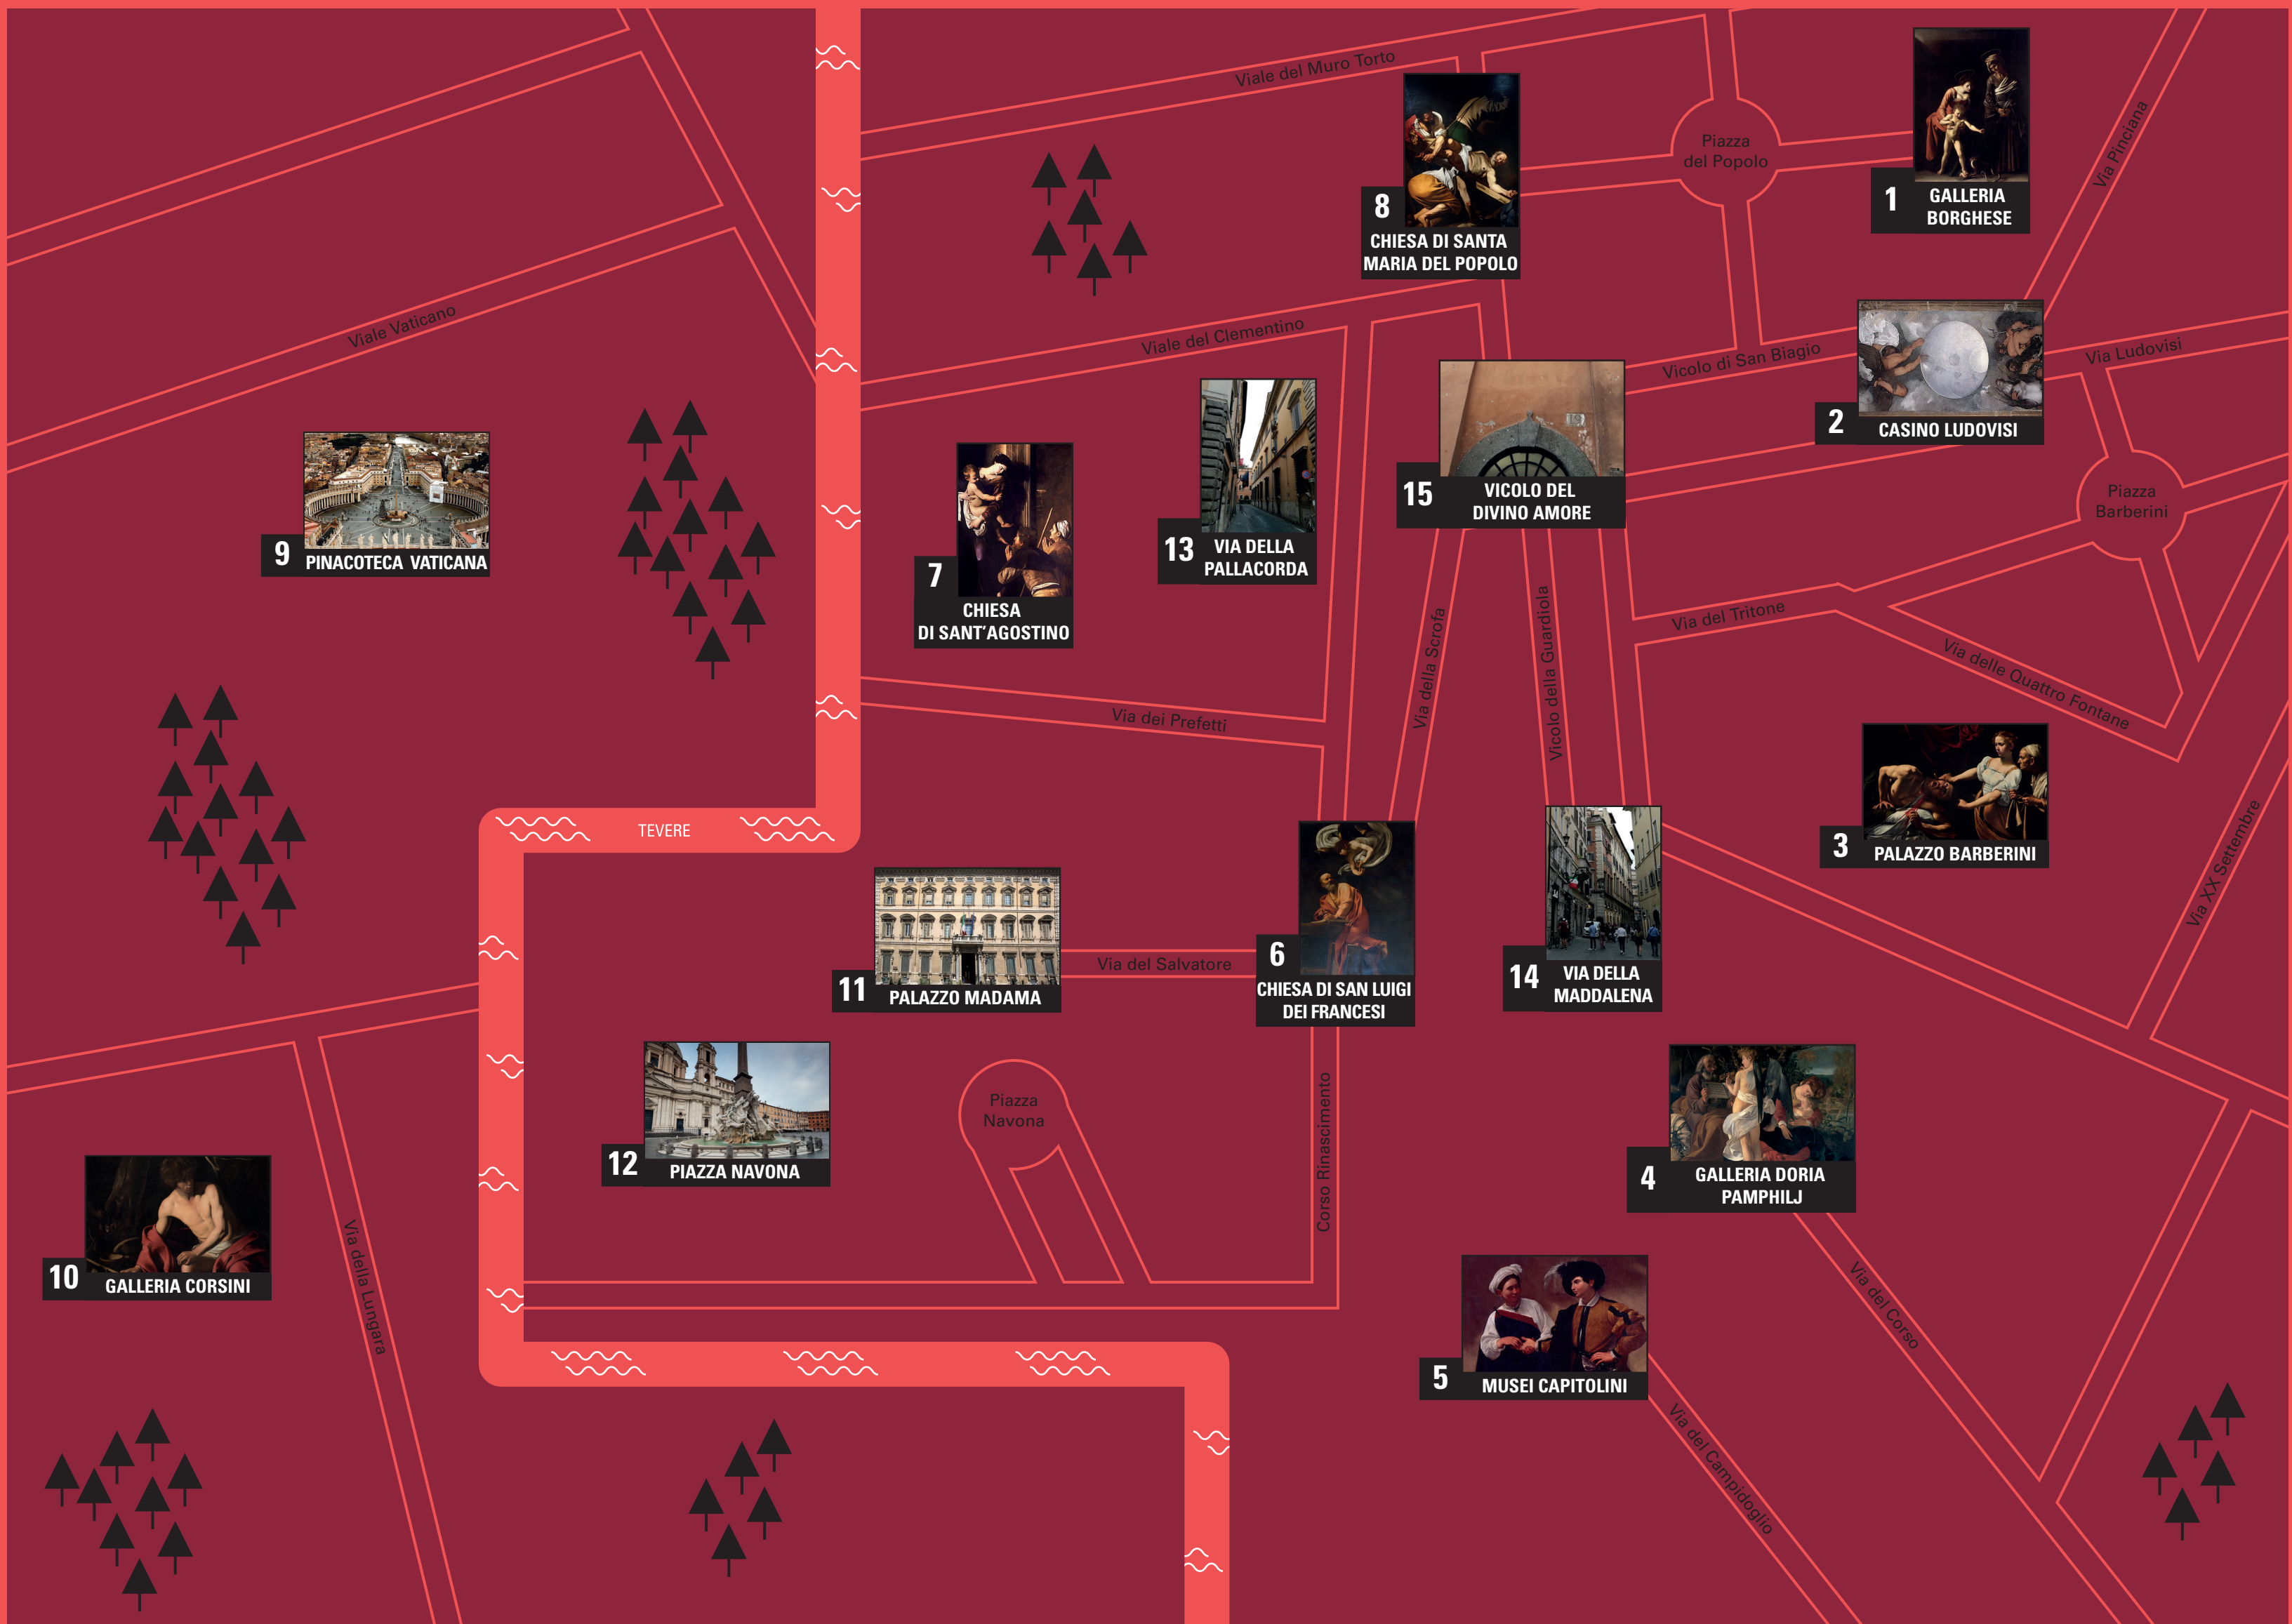 Viale del Muro Torto
Piazza
del Popolo
Via Pinciana
1
GALLERIA
BORGHESE
8
CHIESA DI SANTA
MARIA DEL POPOLO
Viale Vaticano
Viale del Clementino
Vicolo di San Biagio
Via Ludovisi
2
CASINO LUDOVISI
15
VICOLO DEL
DIVINO AMORE
Piazza
Barberini
9
PINACOTECA VATICANA
13
VIA DELLA
PALLACORDA
7
CHIESA
DI SANT'AGOSTINO
Via del Tritone
Via della Scrofa
Vicolo della Guardiola
Via delle Quattro Fontane
Via dei Prefetti
TEVERE
3
PALAZZO BARBERINI
Via XX Settembre
11
PALAZZO MADAMA
Via del Salvatore
6
CHIESA DI SAN LUIGI
DEI FRANCESI
14
VIA DELLA
MADDALENA
Piazza
Navona
12
PIAZZA NAVONA
Corso Rinascimento
4
GALLERIA DORIA
PAMPHILJ
10
GALLERIA CORSINI
Via della Lungara
Via del Corso
5
MUSEI CAPITOLINI
Via del Campidoglio